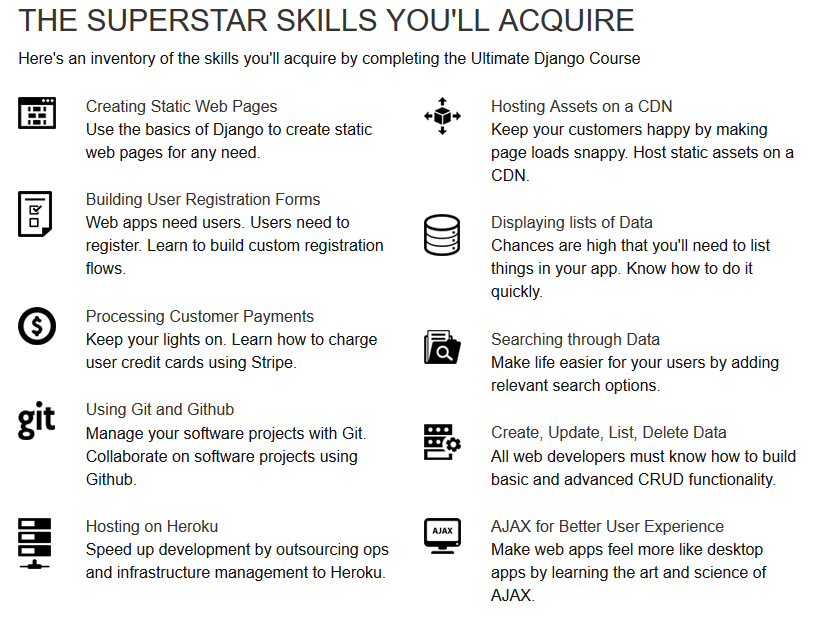 THE SUPERSTAR SKILLS YOU'LL ACQUIRE
Here's an inventory of the skills you'll acquire by completing the Ultimate Django Course
Creating Static Web Pages
Use the basics of Django to create static
web pages for any need.
Building User Registration Forms
Web apps need users. Users need to
register. Learn to build custom registration
flows.
Processing Customer Payments
Keep your lights on. Learn how to charge
user credit cards using Stripe.
git
Using Git and Github
Manage your software projects with Git.
Collaborate on software projects using
Github.
Hosting on Heroku
Speed up development by outsourcing ops
and infrastructure management to Heroku.
Hosting Assets on a CDN
Keep your customers happy by making
page loads snappy. Host static assets on a
CDN.
Displaying lists of Data
Chances are high that you'll need to list
things in your app. Know how to do it
quickly.
Searching through Data
Make life easier for your users by adding
relevant search options.
Create, Update, List, Delete Data
All web developers must know how to build
basic and advanced CRUD functionality.
AJAX
AJAX for Better User Experience
Make web apps feel more like desktop
apps by learning the art and science of
AJAX.